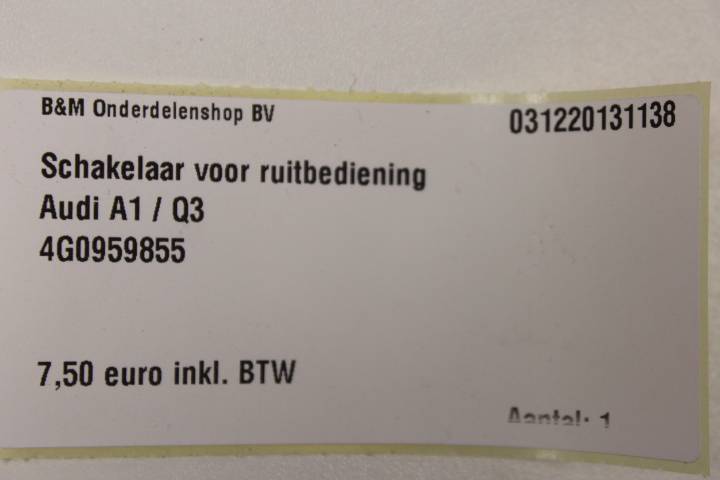 B&M Onderdelenshop BV 031220131138
Schakelaar voor ruitbediening
Audi A1 / Q3
4G0959855
7,50 euro inkl. BTW
Aantal: 1